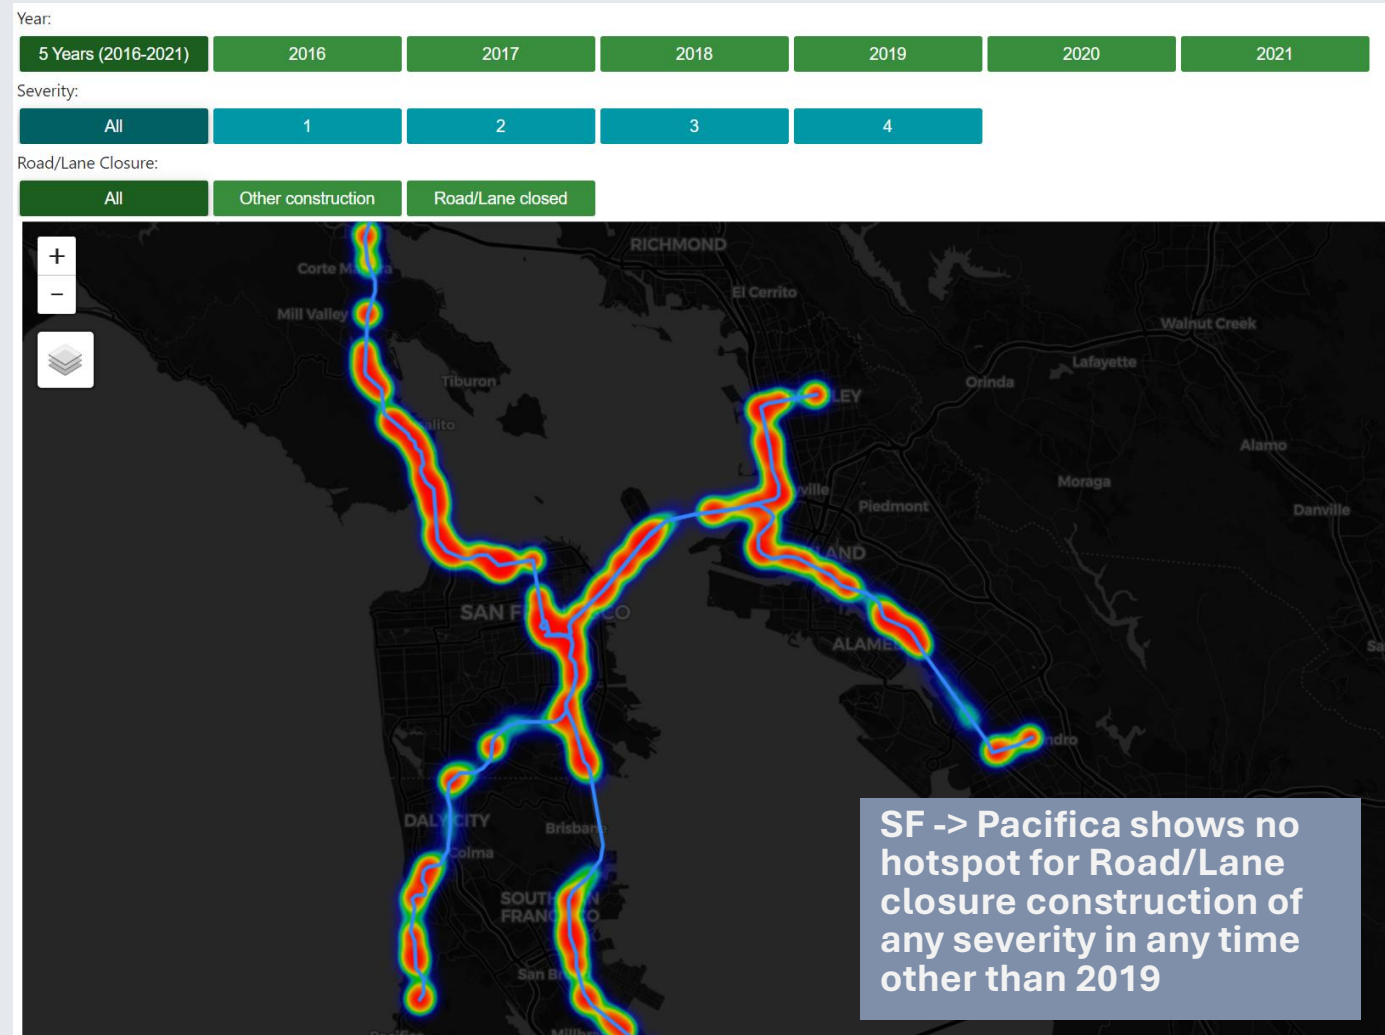 Year:
5 Years (2016-2021) 2016 2017 2018 2019 2020 2021
Severity:
All 1 2 3 4
Road/Lane Closure:
All Other construction Road/Lane closed
+
−
RICHMOND
Corte
El Cerrito
Mill Valley
Walnut Creek
Lafayette
Tiburon
Orinda
Alamo
Moraga
Piedmont
Danville
SAN
DALY CITY
Brisbane
Colma
SOUTH
San
SF -> Pacifica shows no
hotspot for Road/Lane
closure construction of
any severity in any time
other than 2019